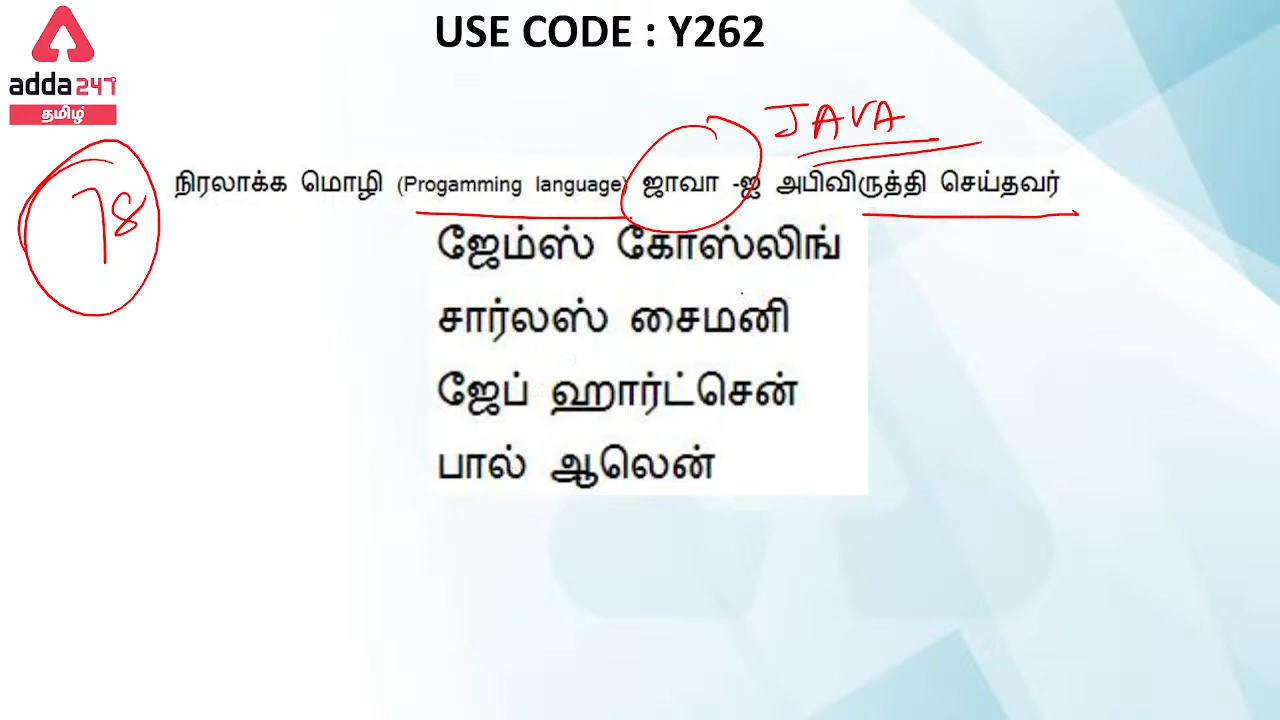 USE CODE : Y262
adda247
தமிழ்
JAVA
78
நிரலாக்க மொழி (Progamming language) ஜாவா -ஐ அபிவிருத்தி செய்தவர்
ஜேம்ஸ் கோஸ்லிங்
சார்லஸ் சைமனி
ஜேப் ஹார்ட்சென்
பால் ஆலென்